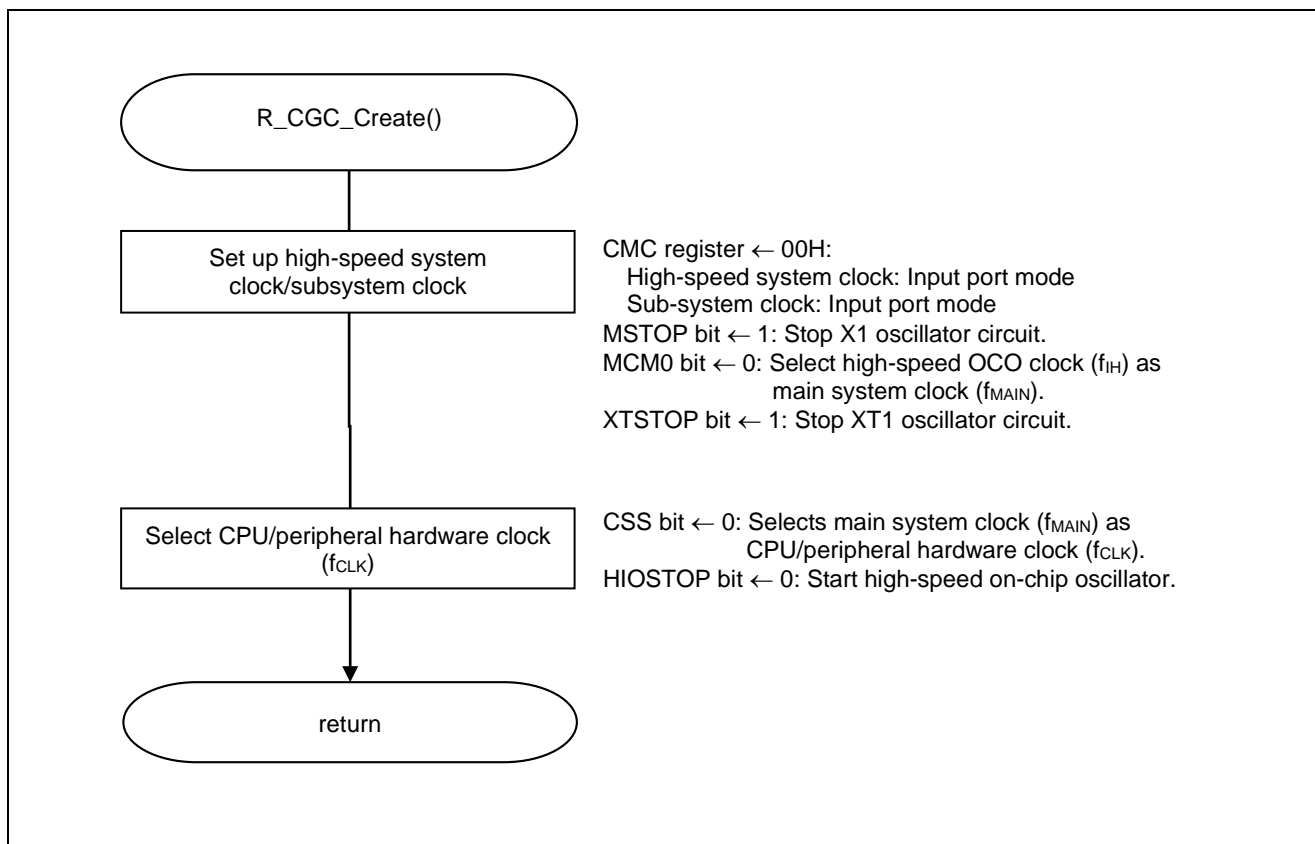 R_CGC_Create()
Set up high-speed system
clock/subsystem clock
CMC register ← 00H:
High-speed system clock: Input port mode
Sub-system clock: Input port mode
MSTOP bit ← 1: Stop X1 oscillator circuit.
MCM0 bit ← 0: Select high-speed OCO clock (fIH) as
main system clock (fMAIN).
XTSTOP bit ← 1: Stop XT1 oscillator circuit.
Select CPU/peripheral hardware clock
(fCLK)
CSS bit ← 0: Selects main system clock (fMAIN) as
CPU/peripheral hardware clock (fCLK).
HIOSTOP bit ← 0: Start high-speed on-chip oscillator.
return